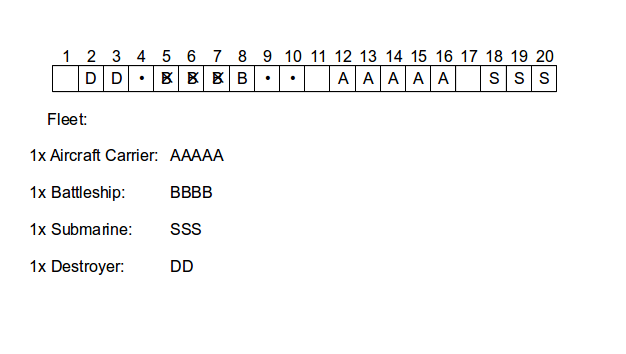 1 2 3 4 5 6 7 8 9 10 11 12 13 14 15 16 17 18 19 20
D D • B B B B • • A A A A A S S S
Fleet:
1x Aircraft Carrier: AAAAA
1x Battleship: BBBB
1x Submarine: SSS
1x Destroyer: DD